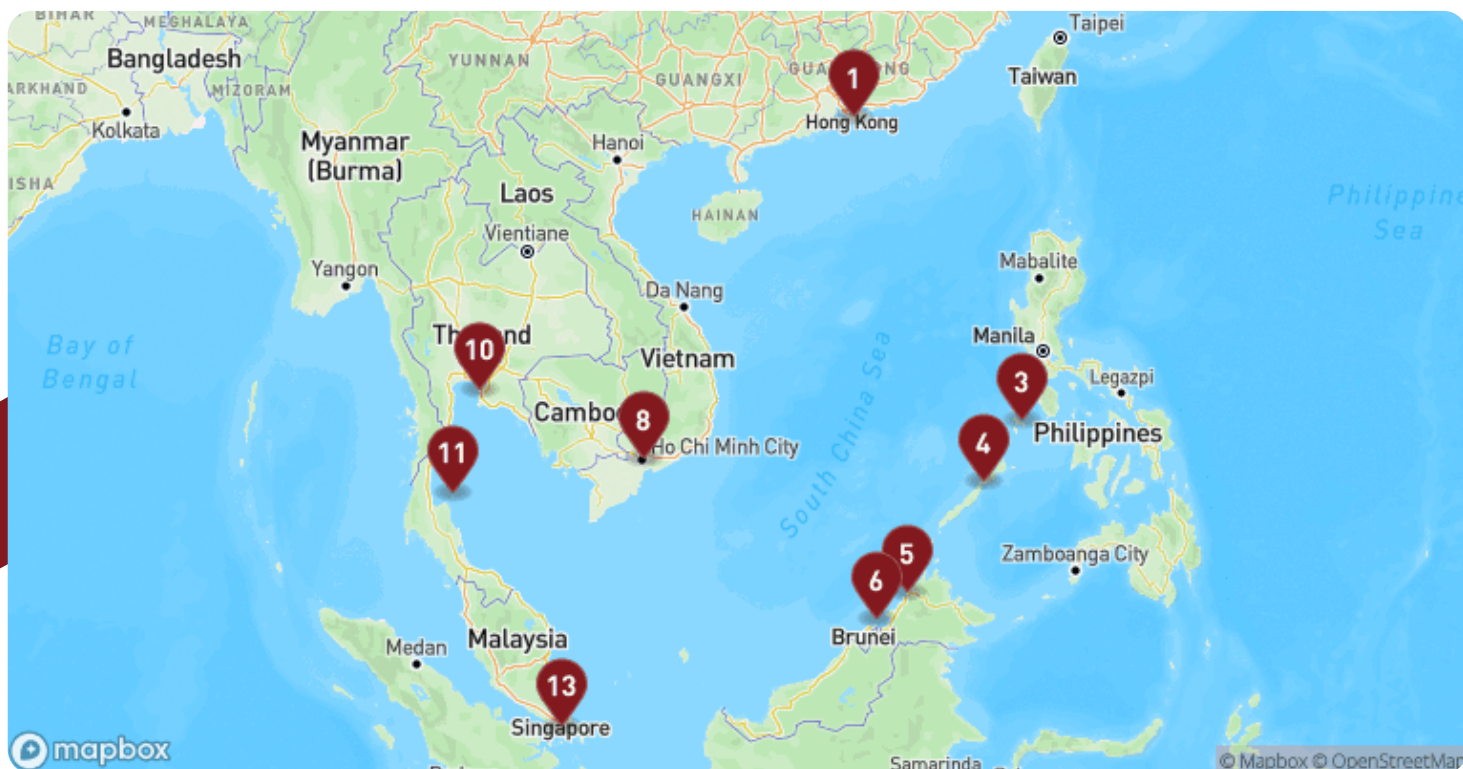 BIHAR
MEGHALAYA
Taipei
Bangladesh
YUNNAN
GUANGXI
1
Taiwan
MIZORAM
Kolkata
Hong Kong
Myanmar
(Burma)
Hanoi
Laos
HAINAN
Philippine
Sea
Vientiane
Yangon
Mabalite
Da Nang
Bay of
Bengal
10
Vietnam
Manila
South China Sea
3
Legazpi
8
Ho Chi Minh City
Philippines
4
11
5
6
Zamboanga City
Brunei
Medan
Malaysia
13
Singapore
mapbox
Samarinda
© Mapbox © OpenStreetMap